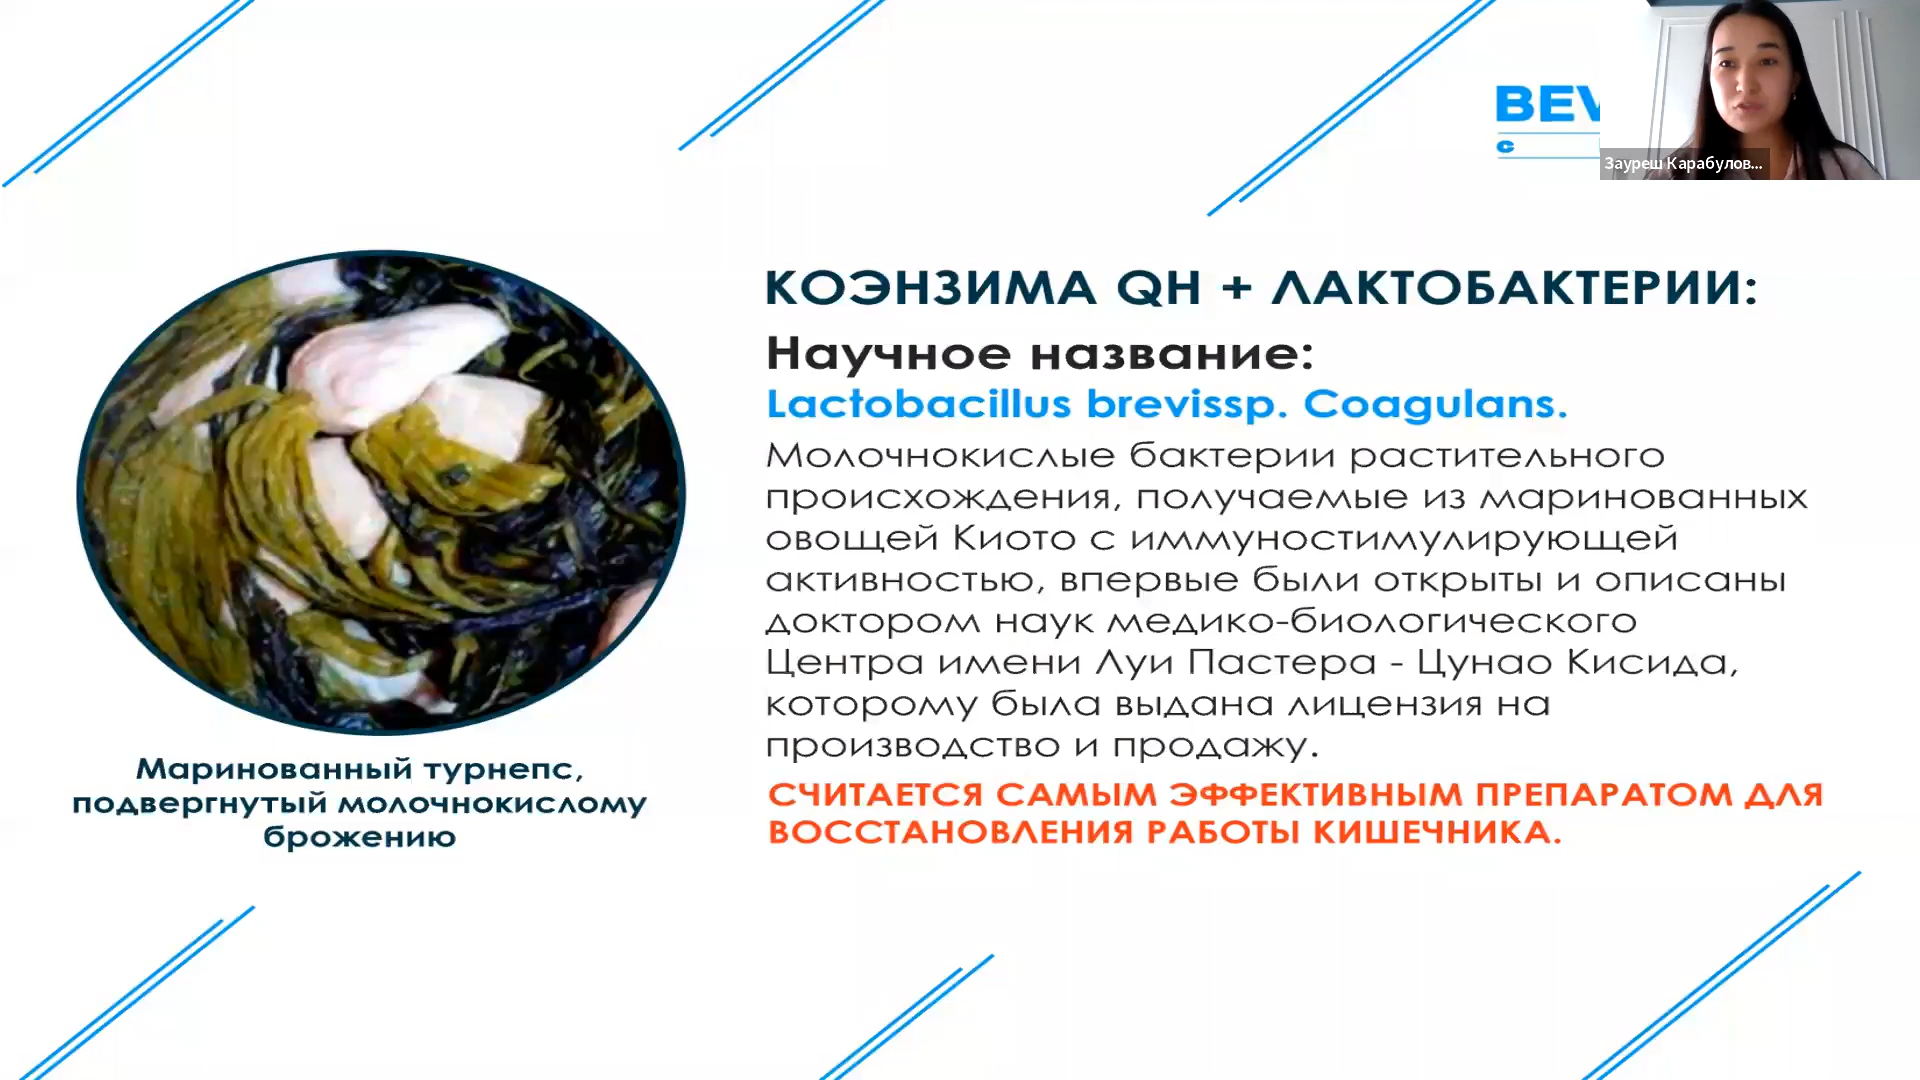 BEV
C
Зауреш Карабулов...
КОЭНЗИМА QH + ЛАКТОБАКТЕРИИ:
Научное название:
Lactobacillus brevissp. Coagulans.
Молочнокислые бактерии растительного
происхождения, получаемые из маринованных
овощей Киото с иммуностимулирующей
активностью, впервые были открыты и описаны
доктором наук медико-биологического
Центра имени Луи Пастера - Цунао Кисида,
которому была выдана лицензия на
производство и продажу.
СЧИТАЕТСЯ САМЫМ ЭФФЕКТИВНЫМ ПРЕПАРАТОМ ДЛЯ
ВОССТАНОВЛЕНИЯ РАБОТЫ КИШЕЧНИКА.
Маринованный турнепс,
подвергнутый молочнокислому
брожению